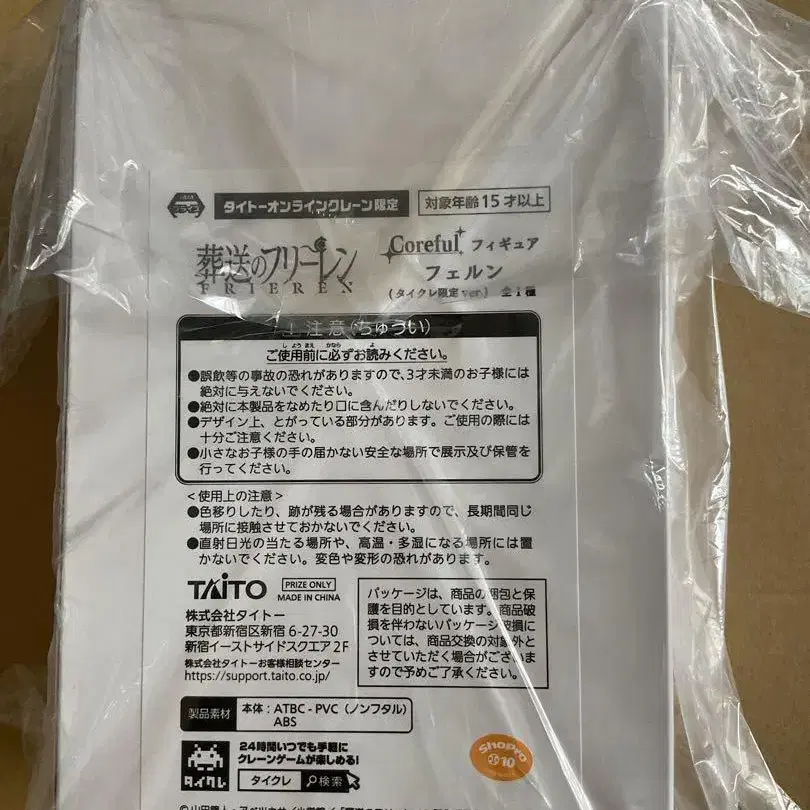 タイクレ
タイトーオンラインクレーン限定
対象年齢15才以上
葬送のフリーレン
FRIEREN
Coreful フィギュア
フェルン
(タイクレ限定ver.) 全1種
注意(ちゅうい)
ご使用前に必ずお読みください。
しようまえ かなら よ
●誤飲等の事故の恐れがありますので、3才未満のお子様には
絶対に与えないでください。
●絶対に本製品をなめたり口に含んだりしないでください。
●デザイン上、とがっている部分があります。ご使用の際には
十分ご注意ください。
●小さなお子様の手の届かない安全な場所で展示及び保管を
行ってください。
<使用上の注意>
●色移りしたり、跡が残る場合がありますので、長期間同じ
場所に接触させておかないでください。
●直射日光の当たる場所や、高温・多湿になる場所には置
かないでください。変色や変形の恐れがあります。
TAITO
PRIZE ONLY
MADE IN CHINA
株式会社タイトー
東京都新宿区新宿 6-27-30
新宿イーストサイドスクエア 2F
株式会社タイトーお客様相談センター
https://support.taito.co.jp/
パッケージは、商品の梱包と保
護を目的としています。商品破
損を伴わないパッケージ破損に
ついては、商品交換の対象外と
させていただく場合がございま
すので予めご了承ください。
製品素材
本体:ATBC-PVC(ノンフタル)
ABS
タイクレ
24時間いつでも手軽に
クレーンゲームが楽しめる!
タイクレ 検索
ShoPro
10